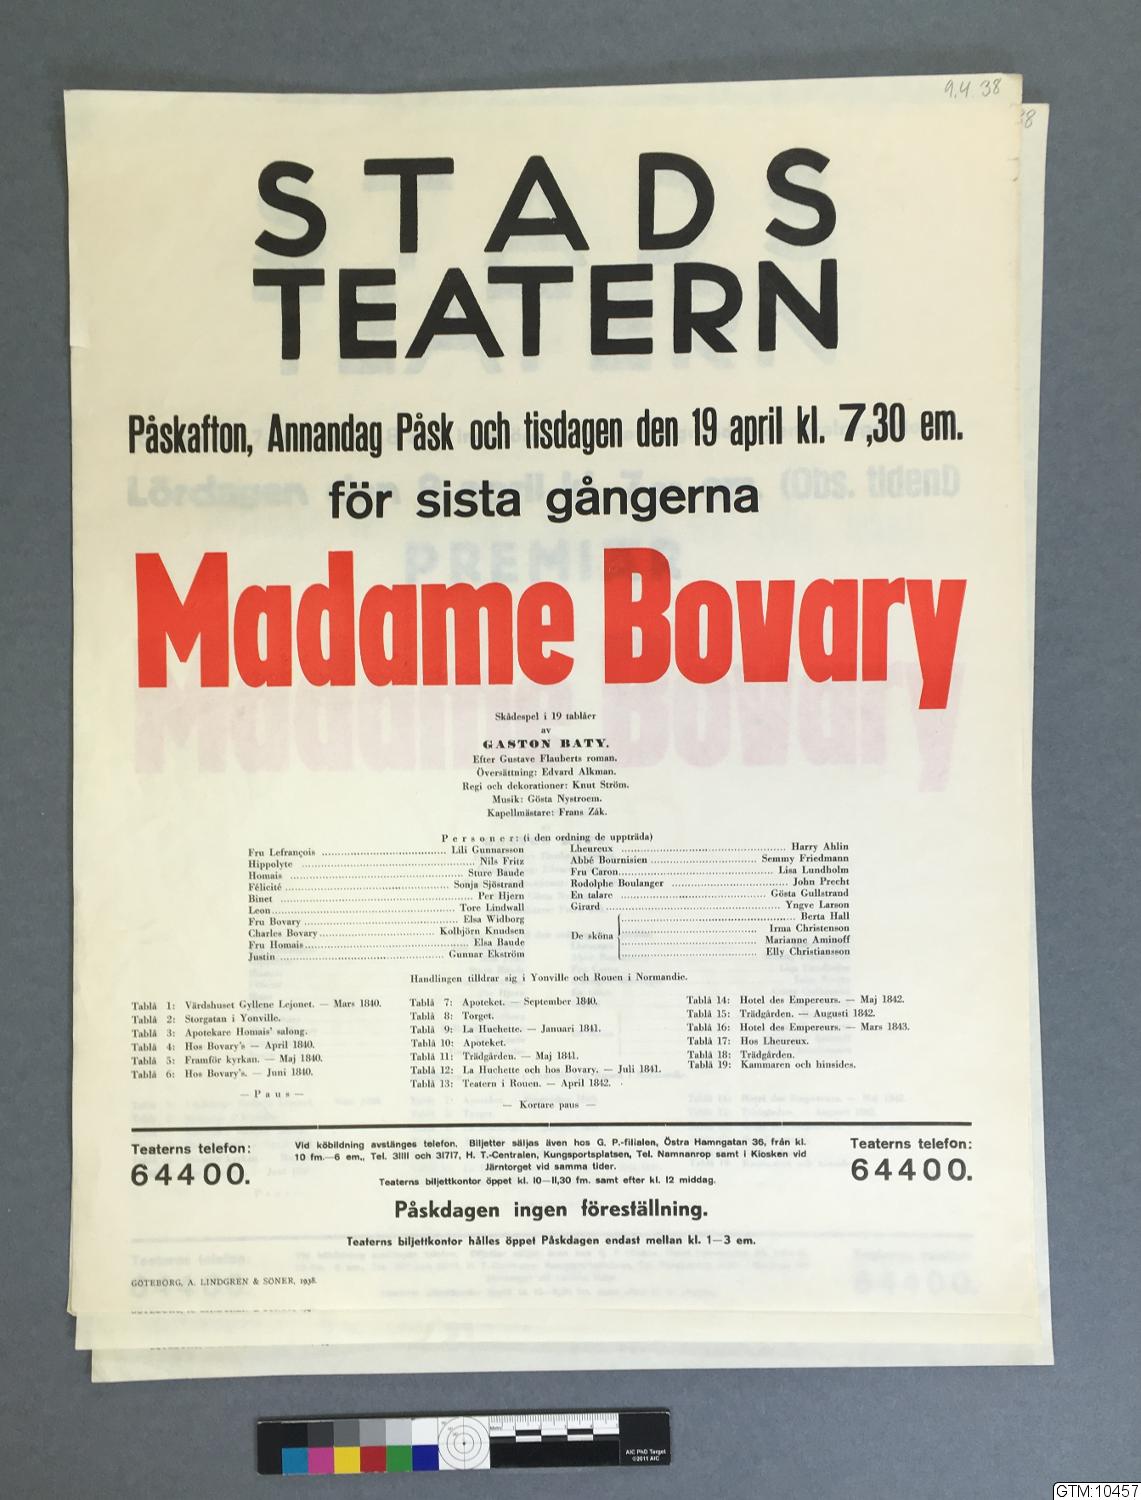 9.4.38
38
STADS
TEATERN
Påskafton, Annandag Påsk och tisdagen den 19 april kl. 7,30 em.
för sista gångerna
Madame Bovary
Skådespel i 19 tablåer
av
GASTON BATY.
Efter Gustave Flauberts roman.
Översättning: Edvard Alkman.
Regi och dekorationer: Knut Ström.
Musik: Gösta Nystroem.
Kapellmästare: Frans Zák.
Personer: (i den ordning de uppträda)
Fru Lefrançois Lili Gunnarsson
Hippolyte Nils Fritz
Homais Sture Baude
Félicité Sonja Sjöstrand
Binet Per Hjern
Leon Tore Lindwall
Fru Bovary Elsa Widborg
Charles Bovary Kolbjörn Knudsen
Fru Homais Elsa Baude
Justin Gunnar Ekström
Lheureux Harry Ahlin
Abbé Bournisien Semmy Friedmann
Fru Caron Lisa Lundholm
Rodolphe Boulanger John Precht
En talare Gösta Gullstrand
Girard Yngve Larson
De sköna Berta Hall
Irma Christenson
Marianne Aminoff
Elly Christiansson
Handlingen tilldrar sig i Yonville och Rouen i Normandie.
Tablå 1: Värdshuset Gyllene Lejonet. — Mars 1840.
Tablå 2: Storgatan i Yonville.
Tablå 3: Apotekare Homais' salong.
Tablå 4: Hos Bovary's — April 1840.
Tablå 5: Framför kyrkan. — Maj 1840.
Tablå 6: Hos Bovary's. — Juni 1840.
— Paus —
Tablå 7: Apoteket. — September 1840.
Tablå 8: Torget.
Tablå 9: La Huchette. — Januari 1841.
Tablå 10: Apoteket.
Tablå 11: Trädgården. — Maj 1841.
Tablå 12: La Huchette och hos Bovary. — Juli 1841.
Tablå 13: Teatern i Rouen. — April 1842.
— Kortare paus —
Tablå 14: Hotel des Empereurs. — Maj 1842.
Tablå 15: Trädgården. — Augusti 1842.
Tablå 16: Hotel des Empereurs. — Mars 1843.
Tablå 17: Hos Lheureux.
Tablå 18: Trädgården.
Tablå 19: Kammaren och hinsides.
Teaterns telefon:
64400.
Vid köbildning avstänges telefon. Biljetter säljas även hos G. P.-filialen, Östra Hamngatan 36, från kl.
10 fm.—6 em., Tel. 31111 och 31717, H. T.-Centralen, Kungsportsplatsen, Tel. Namnanrop samt i Kiosken vid
Järntorget vid samma tider.
Teaterns biljettkontor öppet kl. 10—11,30 fm. samt efter kl. 12 middag.
Teaterns telefon:
64400.
Påskdagen ingen föreställning.
Teaterns biljettkontor hålles öppet Påskdagen endast mellan kl. 1—3 em.
GÖTEBORG, A. LINDGREN & SÖNER, 1938.
AIC PhD Target
©2011 AIC
GTM:10457